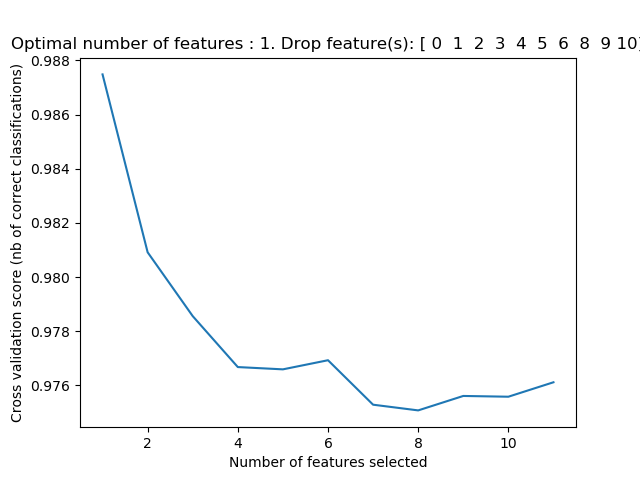 Optimal number of features : 1. Drop feature(s): [ 0 1 2 3 4 5 6 8 9 10]
0.988
0.986
0.984
0.982
0.980
0.978
0.976
Cross validation score (nb of correct classifications)
2 4 6 8 10
Number of features selected